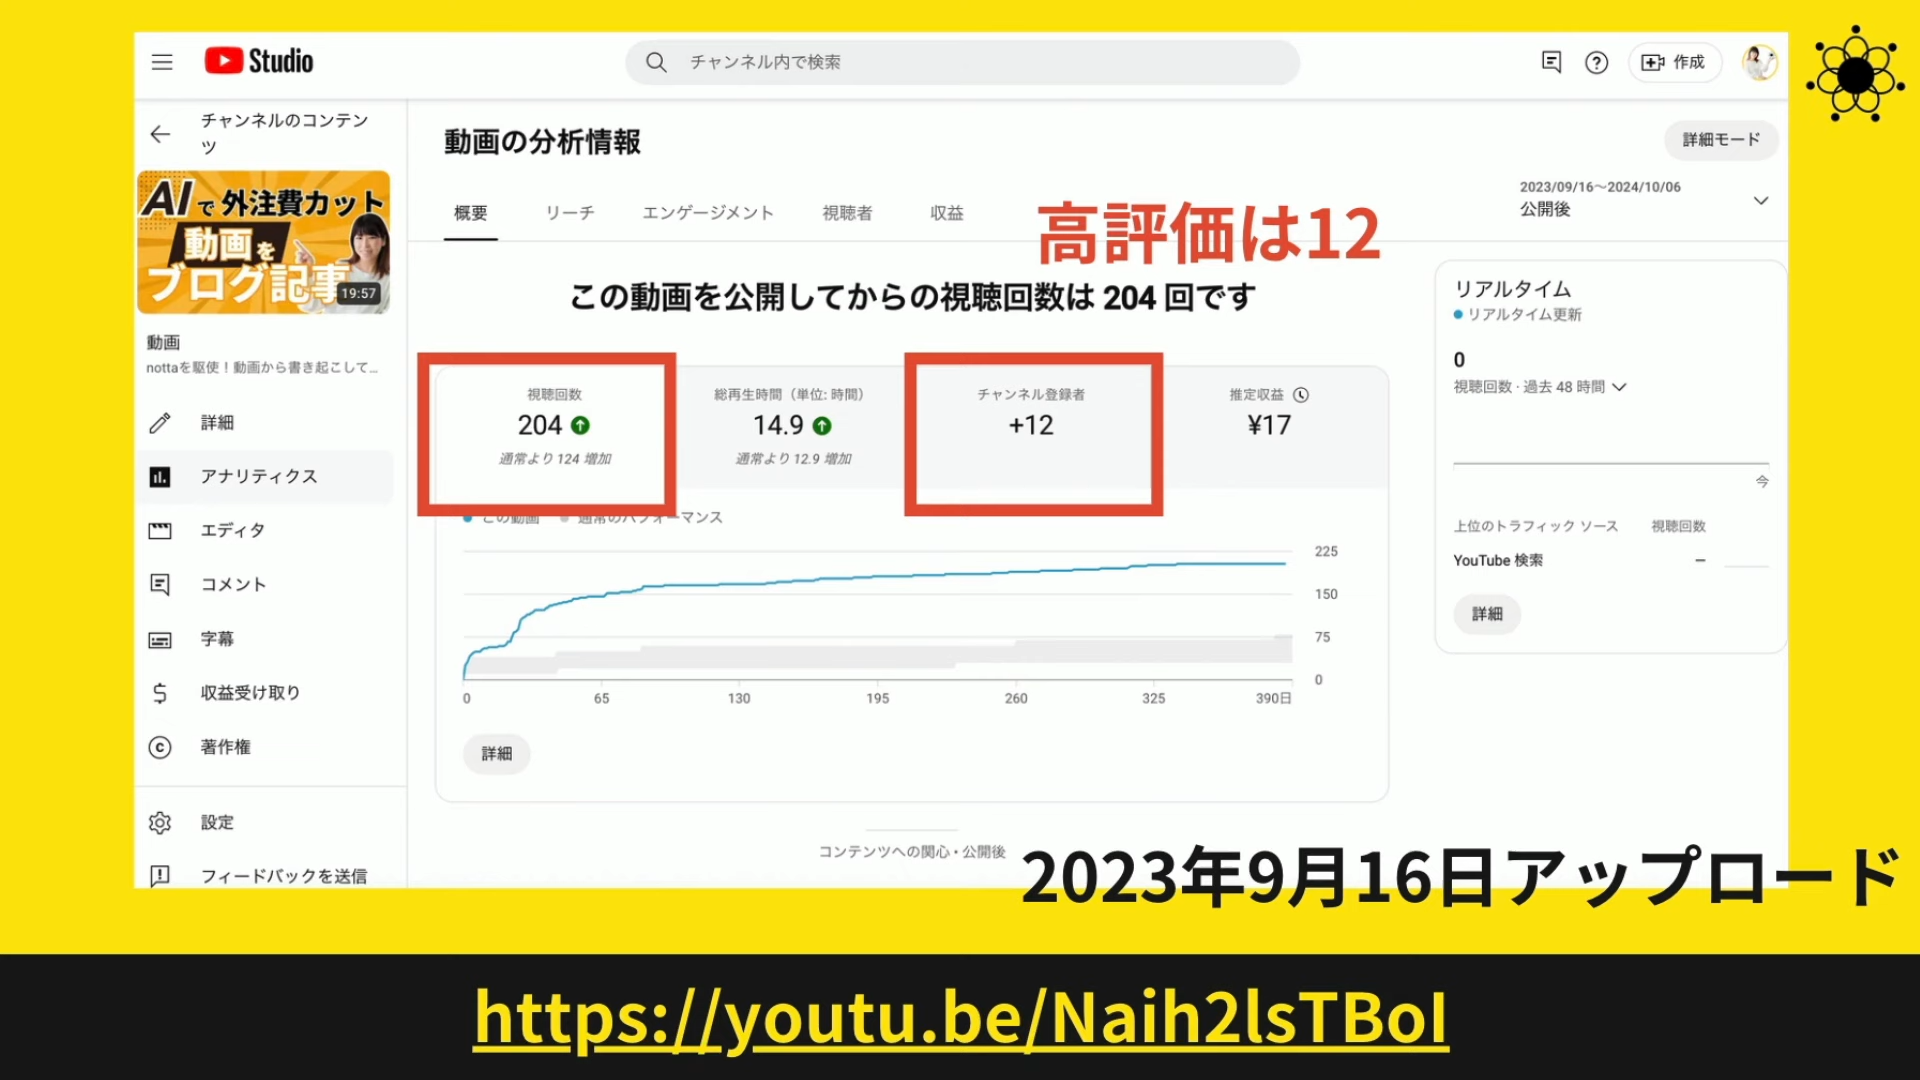 Studio
チャンネル内で検索
作成
チャンネルのコンテン
ツ
AIで外注費カット
動画を
ブログ記事
19:57
動画
nottaを駆使！動画から書き起こして...
詳細
アナリティクス
エディタ
コメント
字幕
収益受け取り
著作権
設定
フィードバックを送信
動画の分析情報
詳細モード
概要
リーチ
エンゲージメント
視聴者
収益
2023/09/16～2024/10/06
公開後
高評価は12
この動画を公開してからの視聴回数は 204 回です
視聴回数
204
通常より 124 増加
総再生時間（単位: 時間）
14.9
通常より 12.9 増加
チャンネル登録者
+12
推定収益
¥17
この動画
通常のパフォーマンス
225
150
75
0
0
65
130
195
260
325
390日
詳細
コンテンツへの関心・公開後
リアルタイム
リアルタイム更新
0
視聴回数・過去 48 時間
今
上位のトラフィック ソース
視聴回数
YouTube 検索
–
詳細
2023年9月16日アップロード
https://youtu.be/Naih2lsTBoI